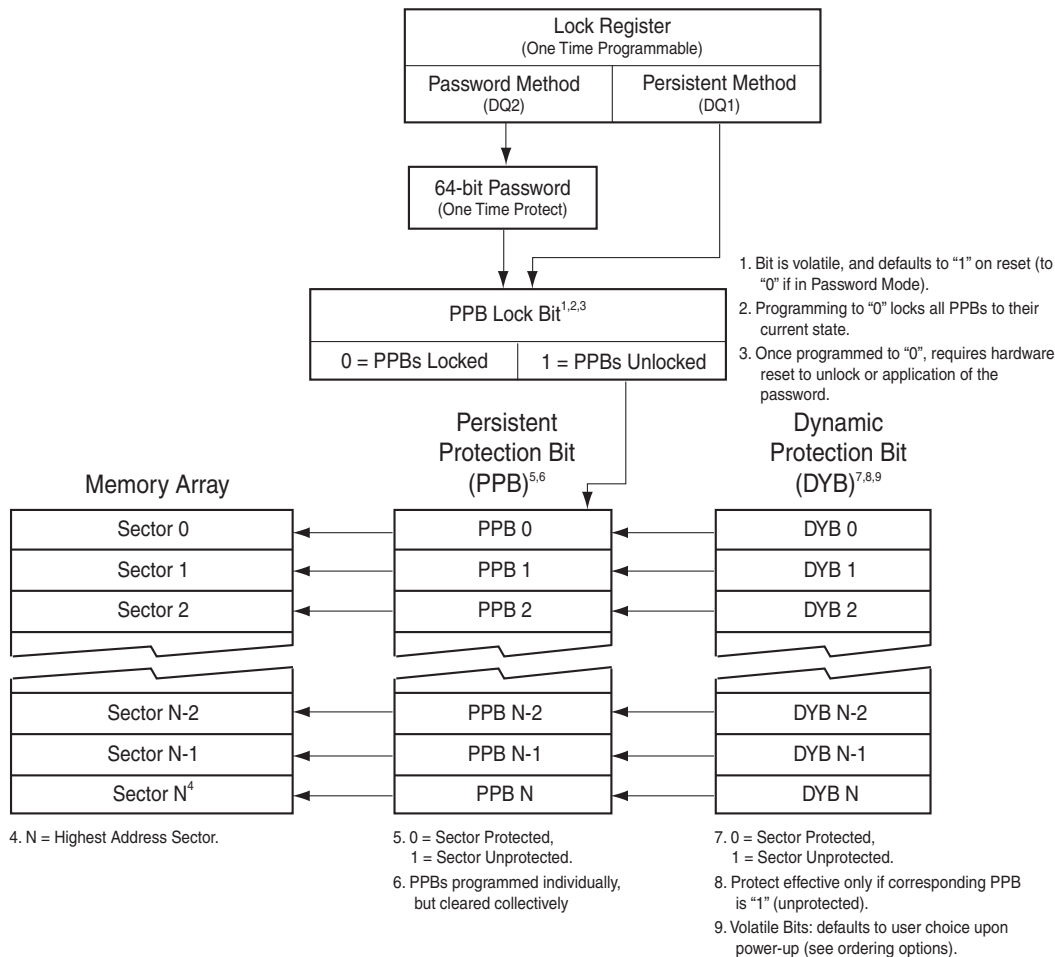 Lock Register
(One Time Programmable)
Password Method
(DQ2)
Persistent Method
(DQ1)
64-bit Password
(One Time Protect)
PPB Lock Bit1,2,3
0 = PPBs Locked
1 = PPBs Unlocked
1. Bit is volatile, and defaults to “1” on reset (to
“0” if in Password Mode).
2. Programming to “0” locks all PPBs to their
current state.
3. Once programmed to “0”, requires hardware
reset to unlock or application of the
password.
Memory Array
Persistent
Protection Bit
(PPB)5,6
Dynamic
Protection Bit
(DYB)7,8,9
Sector 0
PPB 0
DYB 0
Sector 1
PPB 1
DYB 1
Sector 2
PPB 2
DYB 2
Sector N-2
PPB N-2
DYB N-2
Sector N-1
PPB N-1
DYB N-1
Sector N4
PPB N
DYB N
4. N = Highest Address Sector.
5. 0 = Sector Protected,
1 = Sector Unprotected.
6. PPBs programmed individually,
but cleared collectively
7. 0 = Sector Protected,
1 = Sector Unprotected.
8. Protect effective only if corresponding PPB
is “1” (unprotected).
9. Volatile Bits: defaults to user choice upon
power-up (see ordering options).